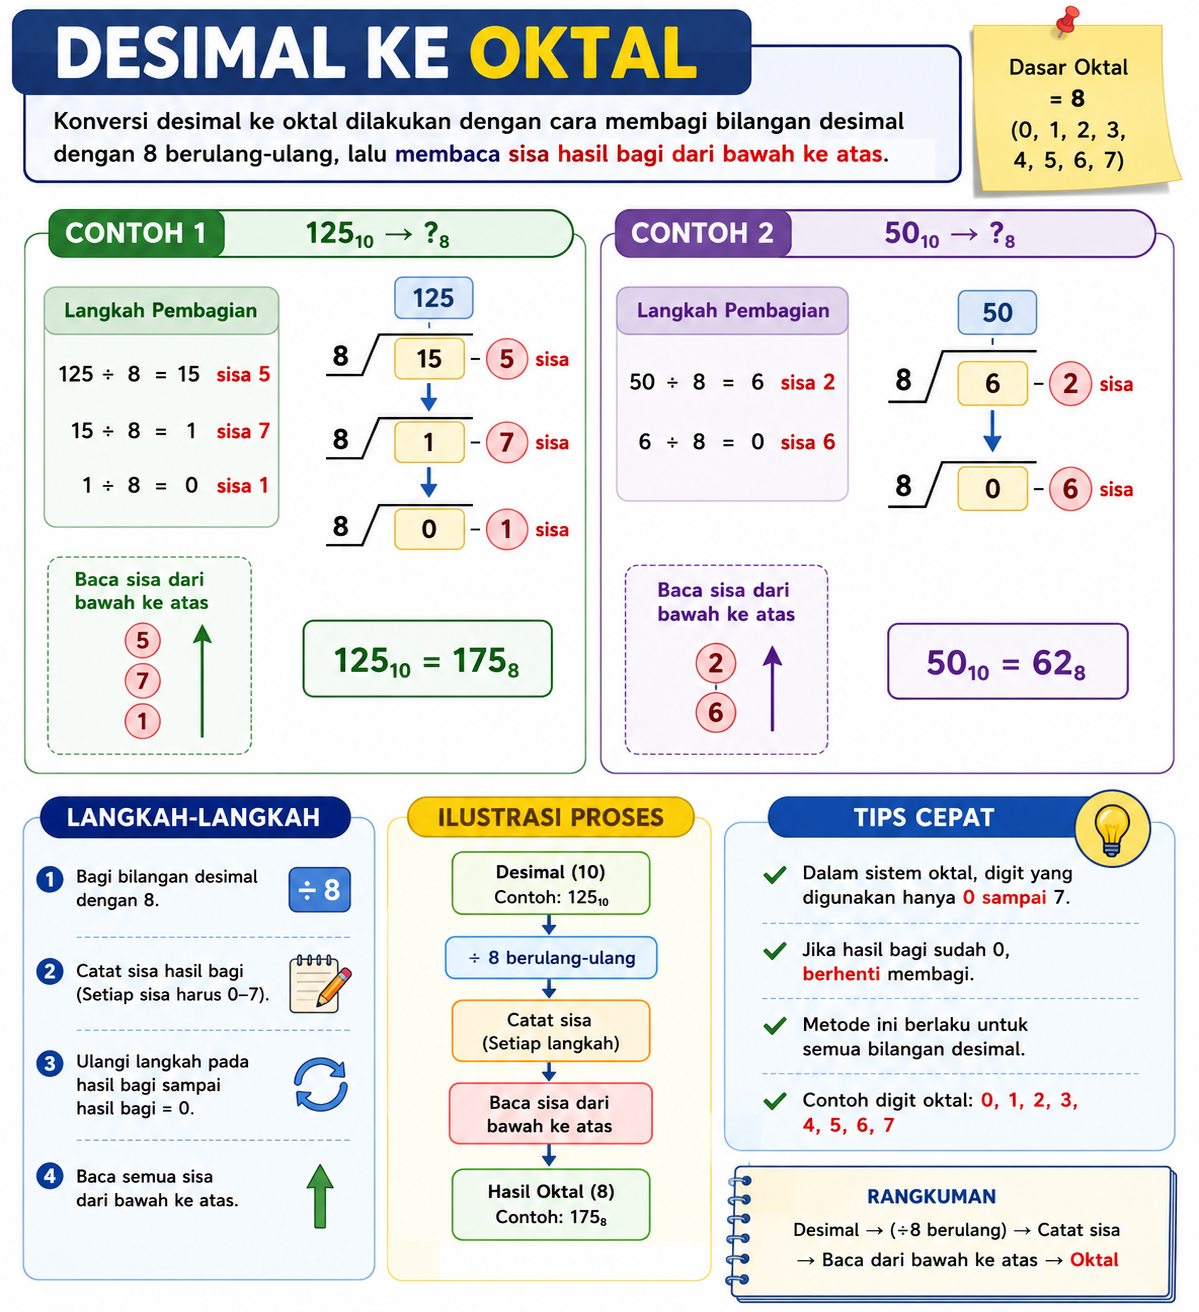 DESIMAL KE OKTAL
Konversi desimal ke oktal dilakukan dengan cara membagi bilangan desimal
dengan 8 berulang-ulang, lalu membaca sisa hasil bagi dari bawah ke atas.
Dasar Oktal
= 8
(0, 1, 2, 3,
4, 5, 6, 7)
CONTOH 1
125₁₀ → ?₈
Langkah Pembagian
125 ÷ 8 = 15 sisa 5
15 ÷ 8 = 1 sisa 7
1 ÷ 8 = 0 sisa 1
125
8 15 – 5 sisa
8 1 – 7 sisa
8 0 – 1 sisa
Baca sisa dari
bawah ke atas
5
7
1
125₁₀ = 175₈
CONTOH 2
50₁₀ → ?₈
Langkah Pembagian
50 ÷ 8 = 6 sisa 2
6 ÷ 8 = 0 sisa 6
50
8 6 – 2 sisa
8 0 – 6 sisa
Baca sisa dari
bawah ke atas
2
6
50₁₀ = 62₈
LANGKAH-LANGKAH
1 Bagi bilangan desimal
dengan 8.
÷ 8
2 Catat sisa hasil bagi
(Setiap sisa harus 0–7).
3 Ulangi langkah pada
hasil bagi sampai
hasil bagi = 0.
4 Baca semua sisa
dari bawah ke atas.
ILUSTRASI PROSES
Desimal (10)
Contoh: 125₁₀
÷ 8 berulang-ulang
Catat sisa
(Setiap langkah)
Baca sisa dari
bawah ke atas
Hasil Oktal (8)
Contoh: 175₈
TIPS CEPAT
Dalam sistem oktal, digit yang
digunakan hanya 0 sampai 7.
Jika hasil bagi sudah 0,
berhenti membagi.
Metode ini berlaku untuk
semua bilangan desimal.
Contoh digit oktal: 0, 1, 2, 3,
4, 5, 6, 7
RANGKUMAN
Desimal → (÷8 berulang) → Catat sisa
→ Baca dari bawah ke atas → Oktal